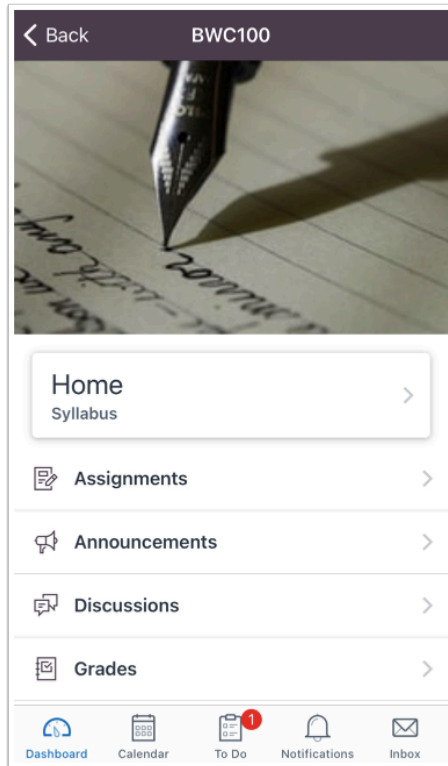 Back
BWC100
Home
Syllabus
Assignments
Announcements
Discussions
Grades
1
Dashboard
Calendar
To Do
Notifications
Inbox